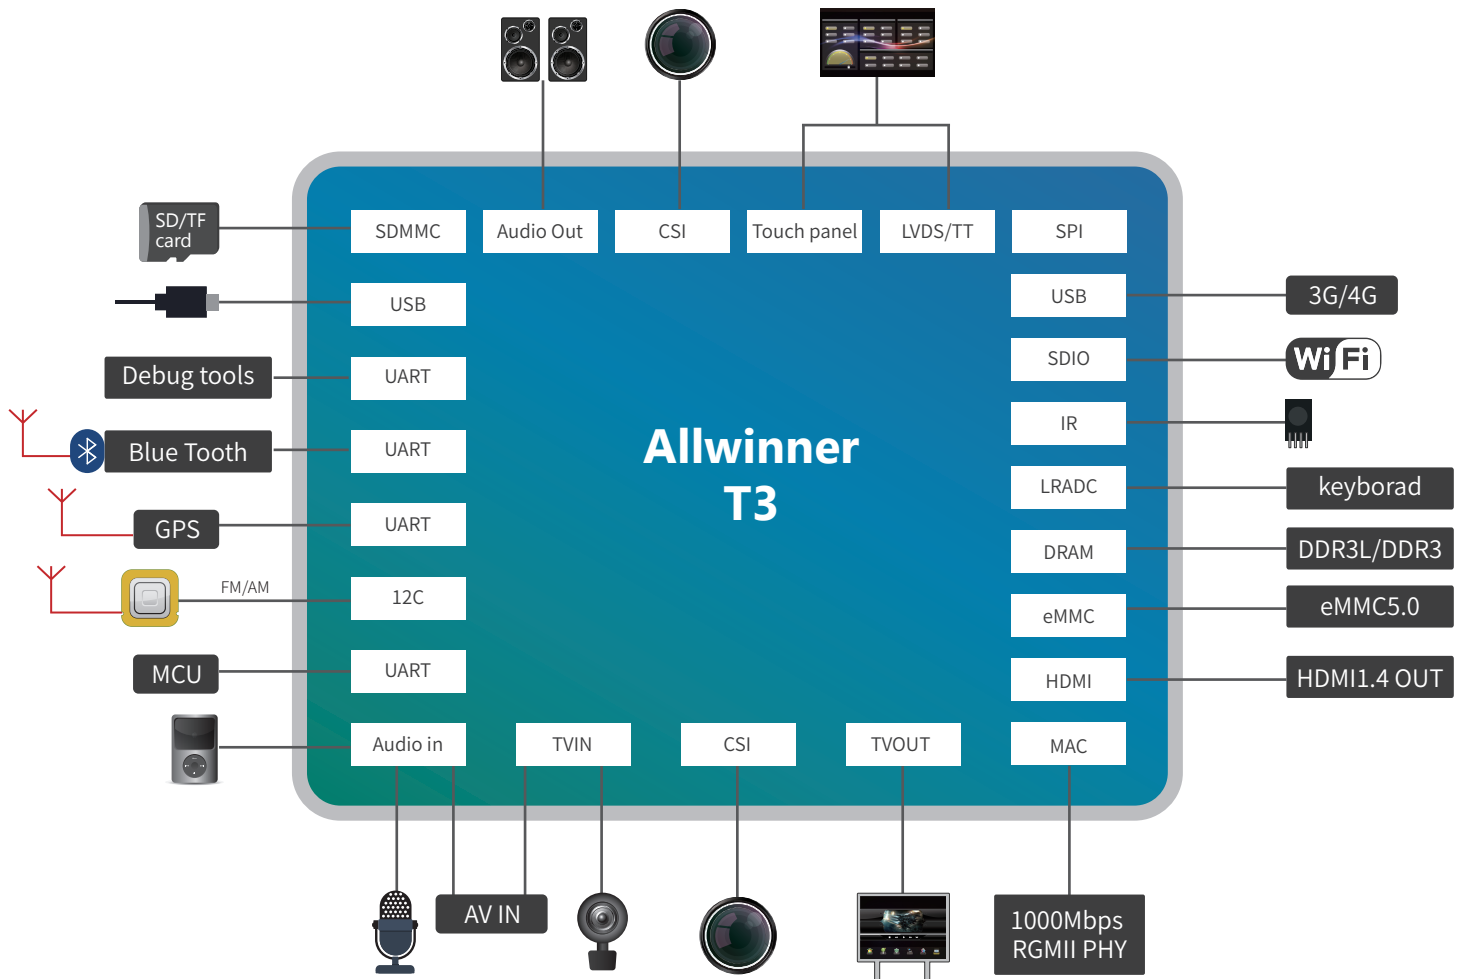 SD/TF
card
SDMMC
Audio Out
CSI
Touch panel
LVDS/TT
SPI
USB
USB
3G/4G
Debug tools
UART
SDIO
WiFi
Blue Tooth
UART
IR
Allwinner
T3
GPS
UART
LRADC
keyborad
DRAM
DDR3L/DDR3
FM/AM
12C
eMMC
eMMC5.0
MCU
UART
HDMI
HDMI1.4 OUT
Audio in
TVIN
CSI
TVOUT
MAC
AV IN
1000Mbps
RGMII PHY